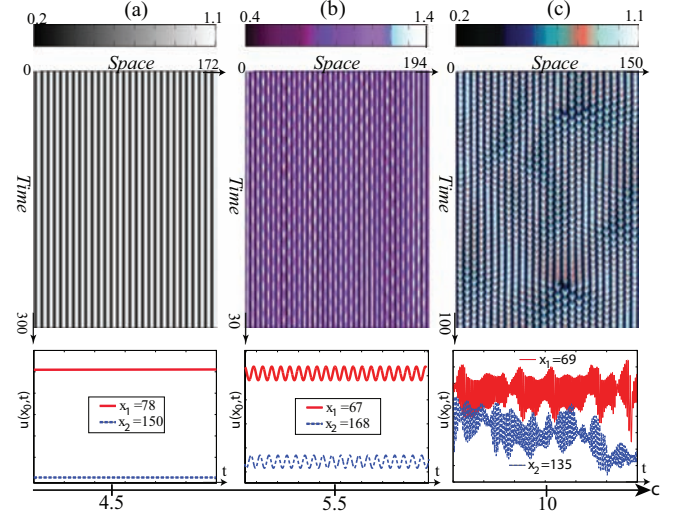 (a) (b) (c)
0.2 1.1 0.4 1.4 0.2 1.1
0 Space 172 0 Space 194 0 Space 150
Time Time Time
300 30 100
u(x₀,t) u(x₀,t) u(x₀,t)
x₁=78
x₂=150
x₁=67
x₂=168
x₁=69
x₂=135
t t t
4.5 5.5 10 c